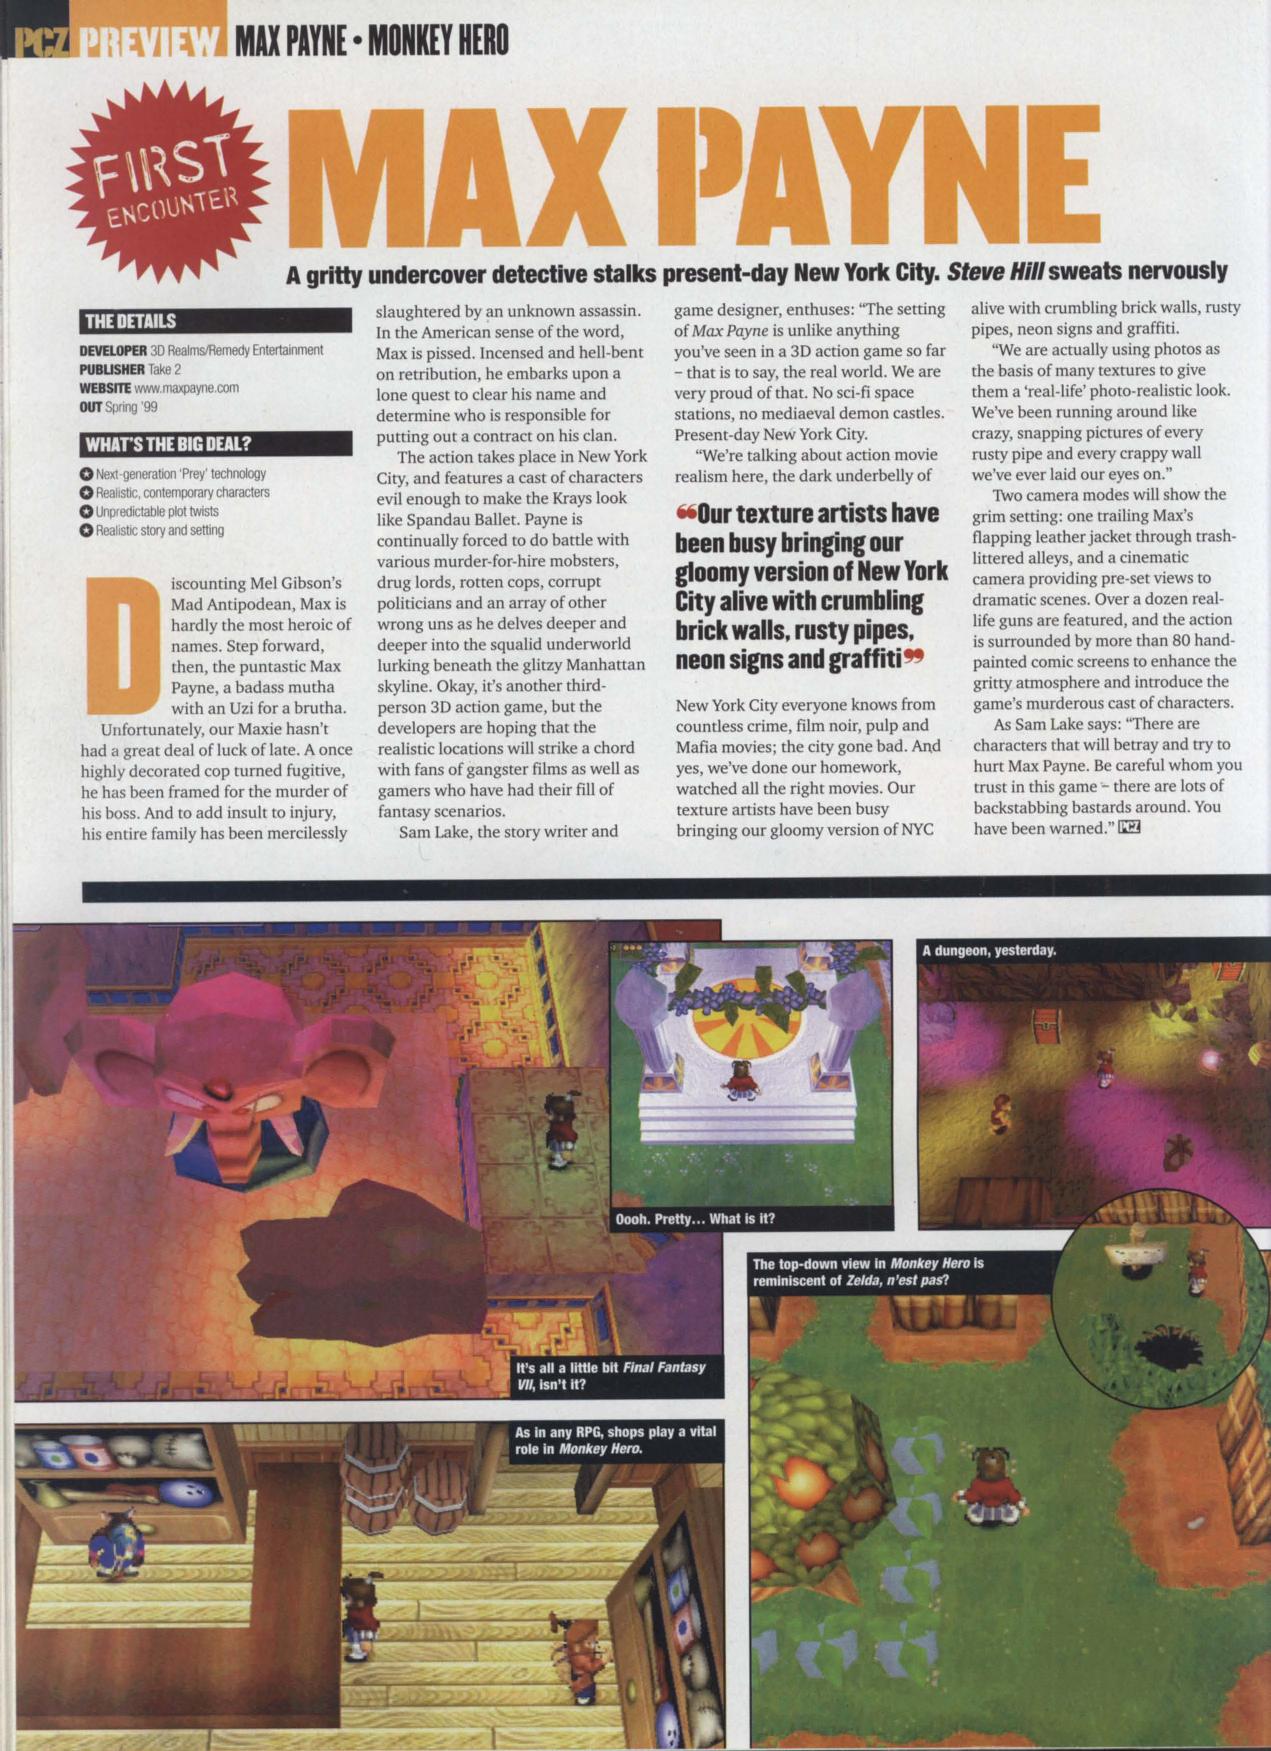 PCZ PREVIEW MAX PAYNE • MONKEY HERO
FIRST
ENCOUNTER
MAX PAYNE
A gritty undercover detective stalks present-day New York City. Steve Hill sweats nervously
THE DETAILS
DEVELOPER 3D Realms/Remedy Entertainment
PUBLISHER Take 2
WEBSITE www.maxpayne.com
OUT Spring '99
WHAT'S THE BIG DEAL?
Next-generation 'Prey' technology
Realistic, contemporary characters
Unpredictable plot twists
Realistic story and setting
Discounting Mel Gibson's
Mad Antipodean, Max is
hardly the most heroic of
names. Step forward,
then, the puntastic Max
Payne, a badass mutha
with an Uzi for a brutha.
Unfortunately, our Maxie hasn't
had a great deal of luck of late. A once
highly decorated cop turned fugitive,
he has been framed for the murder of
his boss. And to add insult to injury,
his entire family has been mercilessly
slaughtered by an unknown assassin.
In the American sense of the word,
Max is pissed. Incensed and hell-bent
on retribution, he embarks upon a
lone quest to clear his name and
determine who is responsible for
putting out a contract on his clan.
The action takes place in New York
City, and features a cast of characters
evil enough to make the Krays look
like Spandau Ballet. Payne is
continually forced to do battle with
various murder-for-hire mobsters,
drug lords, rotten cops, corrupt
politicians and an array of other
wrong uns as he delves deeper and
deeper into the squalid underworld
lurking beneath the glitzy Manhattan
skyline. Okay, it's another third-
person 3D action game, but the
developers are hoping that the
realistic locations will strike a chord
with fans of gangster films as well as
gamers who have had their fill of
fantasy scenarios.
Sam Lake, the story writer and
game designer, enthuses: "The setting
of Max Payne is unlike anything
you've seen in a 3D action game so far
– that is to say, the real world. We are
very proud of that. No sci-fi space
stations, no mediaeval demon castles.
Present-day New York City.
"We're talking about action movie
realism here, the dark underbelly of
"Our texture artists have
been busy bringing our
gloomy version of New York
City alive with crumbling
brick walls, rusty pipes,
neon signs and graffiti"
New York City everyone knows from
countless crime, film noir, pulp and
Mafia movies; the city gone bad. And
yes, we've done our homework,
watched all the right movies. Our
texture artists have been busy
bringing our gloomy version of NYC
alive with crumbling brick walls, rusty
pipes, neon signs and graffiti.
"We are actually using photos as
the basis of many textures to give
them a 'real-life' photo-realistic look.
We've been running around like
crazy, snapping pictures of every
rusty pipe and every crappy wall
we've ever laid our eyes on."
Two camera modes will show the
grim setting: one trailing Max's
flapping leather jacket through trash-
littered alleys, and a cinematic
camera providing pre-set views to
dramatic scenes. Over a dozen real-
life guns are featured, and the action
is surrounded by more than 80 hand-
painted comic screens to enhance the
gritty atmosphere and introduce the
game's murderous cast of characters.
As Sam Lake says: "There are
characters that will betray and try to
hurt Max Payne. Be careful whom you
trust in this game – there are lots of
backstabbing bastards around. You
have been warned." PCZ
A dungeon, yesterday.
Oooh. Pretty... What is it?
The top-down view in Monkey Hero is
reminiscent of Zelda, n'est pas?
It's all a little bit Final Fantasy
VII, isn't it?
As in any RPG, shops play a vital
role in Monkey Hero.